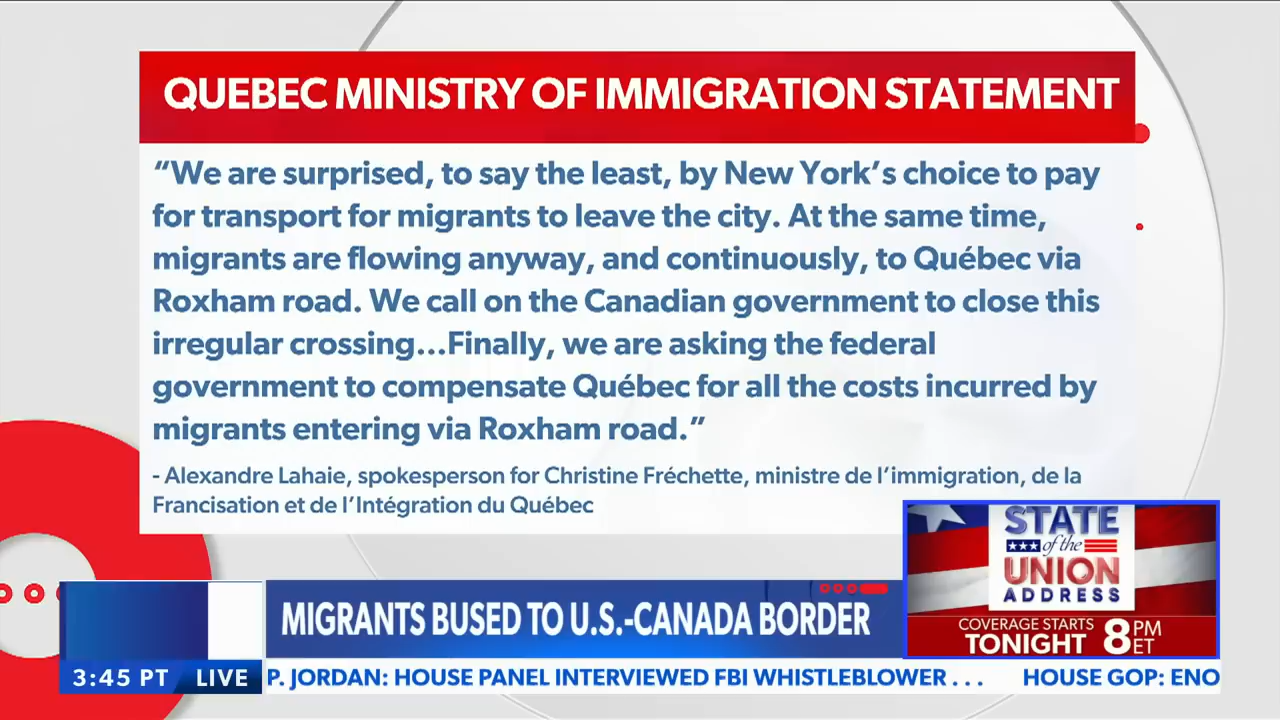 QUEBEC MINISTRY OF IMMIGRATION STATEMENT
“We are surprised, to say the least, by New York’s choice to pay
for transport for migrants to leave the city. At the same time,
migrants are flowing anyway, and continuously, to Québec via
Roxham road. We call on the Canadian government to close this
irregular crossing...Finally, we are asking the federal
government to compensate Québec for all the costs incurred by
migrants entering via Roxham road.”
- Alexandre Lahaie, spokesperson for Christine Fréchette, ministre de l’immigration, de la
Francisation et de l’Intégration du Québec
STATE
of the
UNION
ADDRESS
COVERAGE STARTS
TONIGHT 8 PM ET
MIGRANTS BUSED TO U.S.-CANADA BORDER
3:45 PT LIVE
P. JORDAN: HOUSE PANEL INTERVIEWED FBI WHISTLEBLOWER . . . HOUSE GOP: ENO